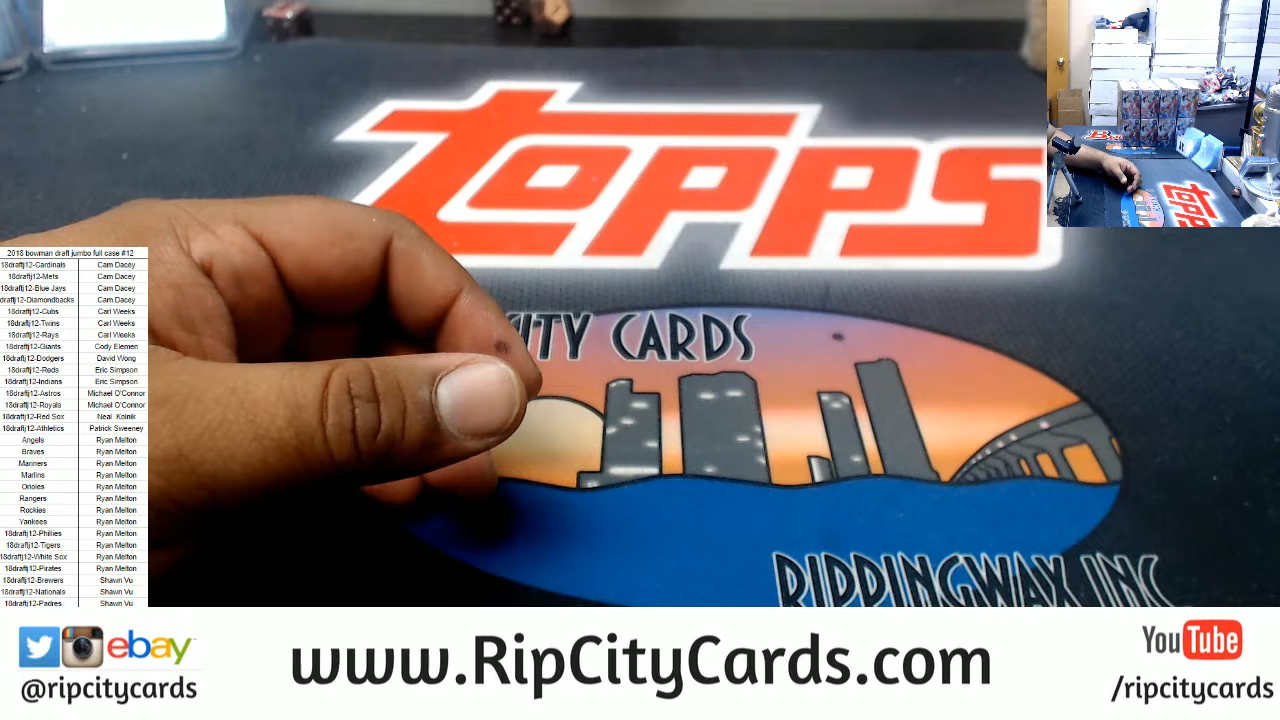 topps
CITY CARDS
RIPPINGWAX INC
2018 bowman draft jumbo full case #12
18draftj12-Cardinals Cam Dacey
18draftj12-Mets Cam Dacey
18draftj12-Blue Jays Cam Dacey
draftj12-Diamondbacks Cam Dacey
18draftj12-Cubs Carl Weeks
18draftj12-Twins Carl Weeks
18draftj12-Rays Carl Weeks
18draftj12-Giants Cody Elemen
18draftj12-Dodgers David Wong
18draftj12-Reds Eric Simpson
18draftj12-Indians Eric Simpson
18draftj12-Astros Michael O'Connor
18draftj12-Royals Michael O'Connor
18draftj12-Red Sox Neal Kolnik
18draftj12-Athletics Patrick Sweeney
Angels Ryan Melton
Braves Ryan Melton
Mariners Ryan Melton
Marlins Ryan Melton
Orioles Ryan Melton
Rangers Ryan Melton
Rockies Ryan Melton
Yankees Ryan Melton
18draftj12-Phillies Ryan Melton
18draftj12-Tigers Ryan Melton
18draftj12-White Sox Ryan Melton
18draftj12-Pirates Ryan Melton
18draftj12-Brewers Shawn Vu
18draftj12-Nationals Shawn Vu
18draftj12-Padres Shawn Vu
topps
ebay
@ripcitycards
www.RipCityCards.com
YouTube
/ripcitycards